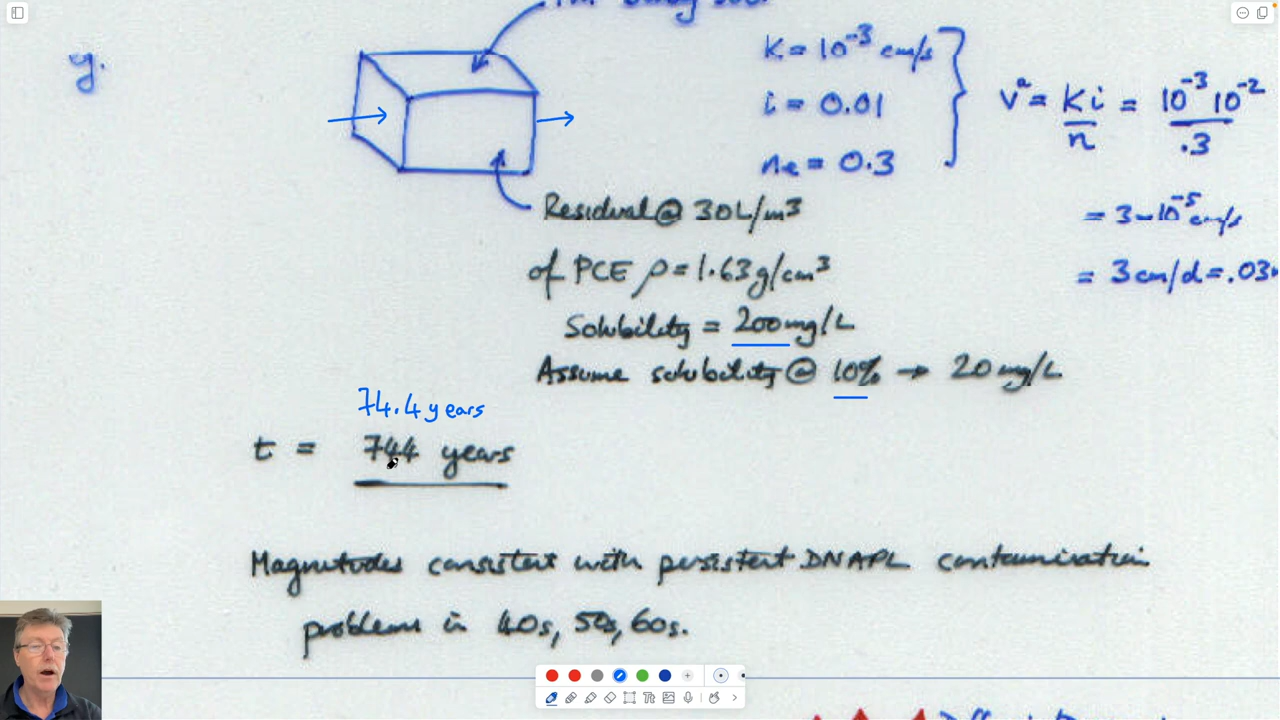 y.
K = 10⁻³ cm/s
i = 0.01
nₑ = 0.3
Vᵃ = Ki / n = 10⁻³ 10⁻² / .3
= 3-10⁻⁵ cm/s
= 3 cm/d = .03
Residual @ 30L/m³
of PCE ρ = 1.63 g/cm³
Solubility = 200 mg/L
Assume solubility @ 10% → 20 mg/L
74.4 years
t = 744 years
Magnitudes consistent with persistent DNAPL contamination
problems in 40s, 50s, 60s.